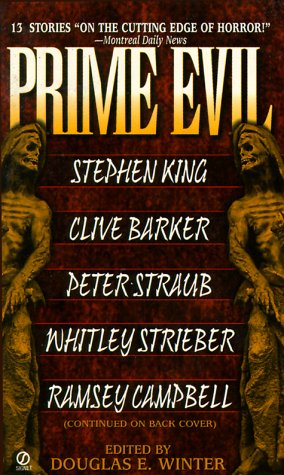 13 STORIES "ON THE CUTTING EDGE OF HORROR!"
—Montreal Daily News
PRIME EVIL
STEPHEN KING
CLIVE BARKER
PETER STRAUB
WHITLEY STRIEBER
RAMSEY CAMPBELL
(CONTINUED ON BACK COVER)
EDITED BY
DOUGLAS E. WINTER
SIGNET